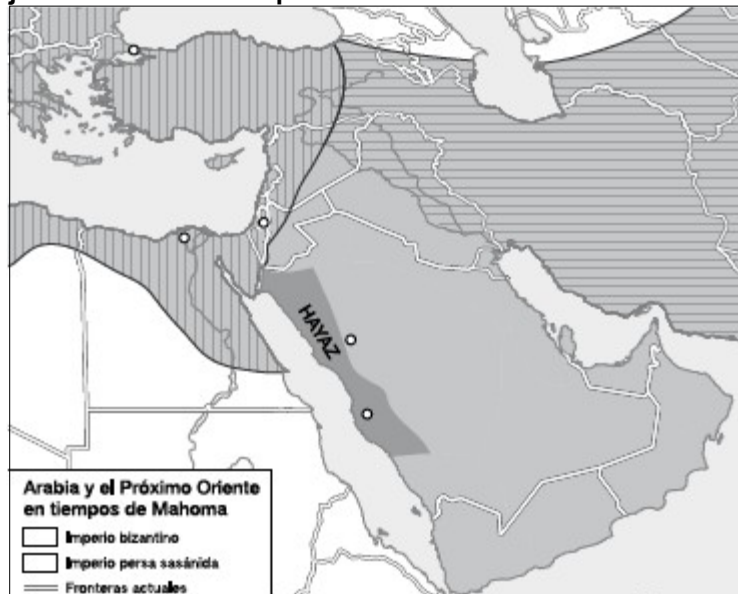 HAYAZ
Arabia y el Próximo Oriente
en tiempos de Mahoma
Imperio bizantino
Imperio persa sasánida
Fronteras actuales